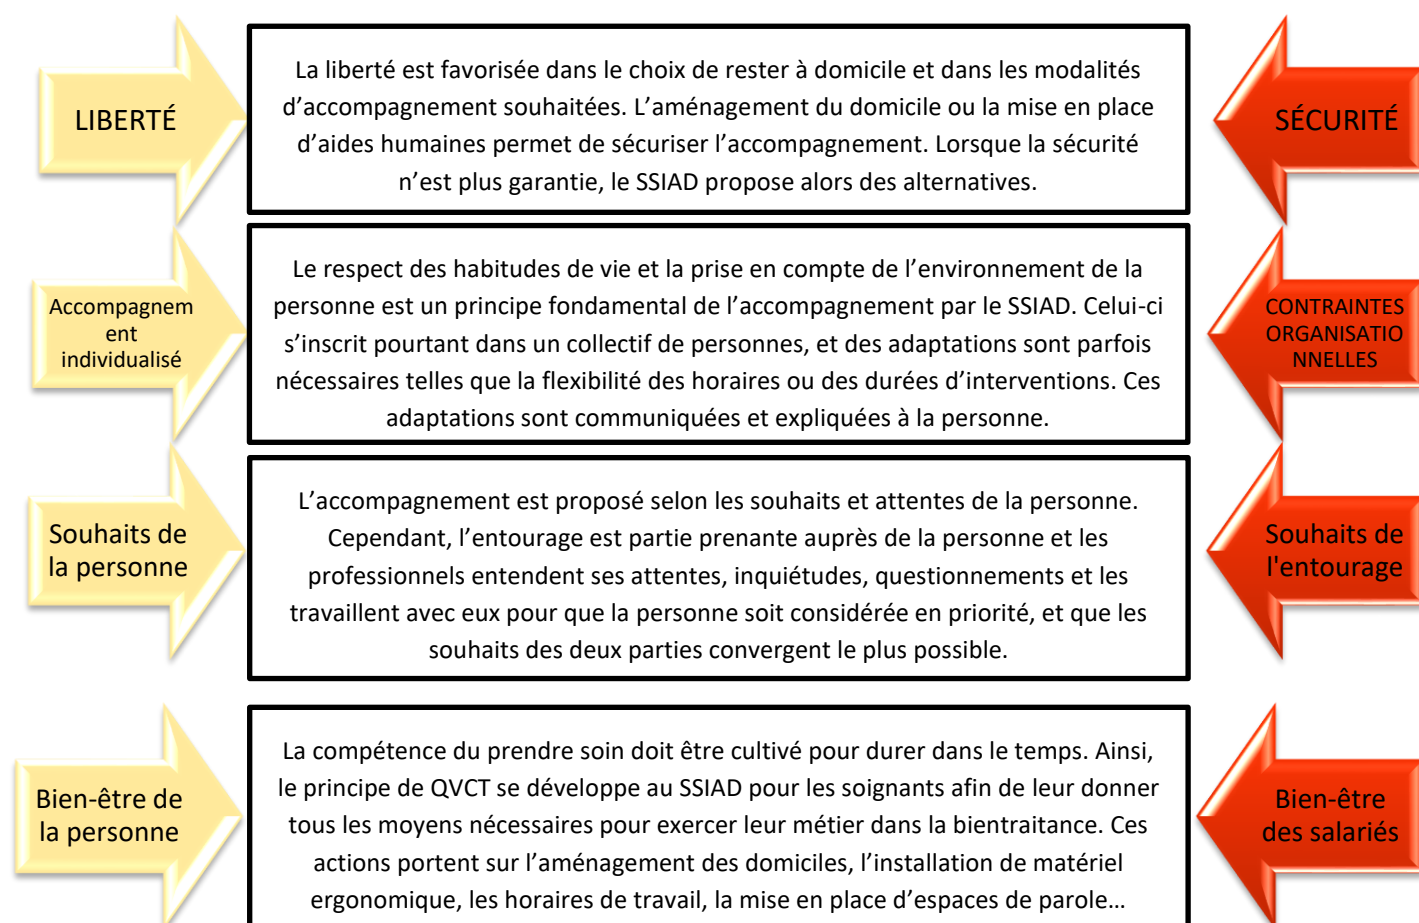 LIBERTÉ
La liberté est favorisée dans le choix de rester à domicile et dans les modalités
d’accompagnement souhaitées. L’aménagement du domicile ou la mise en place
d’aides humaines permet de sécuriser l’accompagnement. Lorsque la sécurité
n’est plus garantie, le SSIAD propose alors des alternatives.
SÉCURITÉ
Accompagnem
ent
individualisé
Le respect des habitudes de vie et la prise en compte de l’environnement de la
personne est un principe fondamental de l’accompagnement par le SSIAD. Celui-ci
s’inscrit pourtant dans un collectif de personnes, et des adaptations sont parfois
nécessaires telles que la flexibilité des horaires ou des durées d’interventions. Ces
adaptations sont communiquées et expliquées à la personne.
CONTRAINTES
ORGANISATIO
NNELLES
Souhaits de
la personne
L’accompagnement est proposé selon les souhaits et attentes de la personne.
Cependant, l’entourage est partie prenante auprès de la personne et les
professionnels entendent ses attentes, inquiétudes, questionnements et les
travaillent avec eux pour que la personne soit considérée en priorité, et que les
souhaits des deux parties convergent le plus possible.
Souhaits de
l'entourage
Bien-être de
la personne
La compétence du prendre soin doit être cultivé pour durer dans le temps. Ainsi,
le principe de QVCT se développe au SSIAD pour les soignants afin de leur donner
tous les moyens nécessaires pour exercer leur métier dans la bientraitance. Ces
actions portent sur l’aménagement des domiciles, l’installation de matériel
ergonomique, les horaires de travail, la mise en place d’espaces de parole…
Bien-être
des salariés